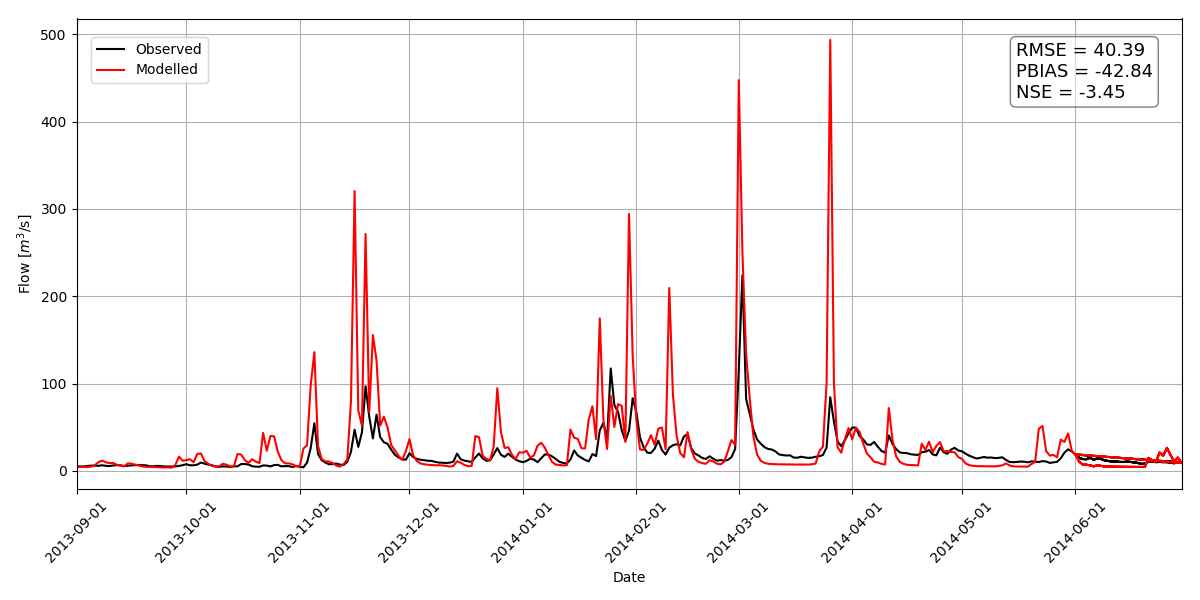 500
400
300
200
100
0
Flow [$m^3$/s]
Observed
Modelled
RMSE = 40.39
PBIAS = -42.84
NSE = -3.45
2013-09-01
2013-10-01
2013-11-01
2013-12-01
2014-01-01
2014-02-01
2014-03-01
2014-04-01
2014-05-01
2014-06-01
Date